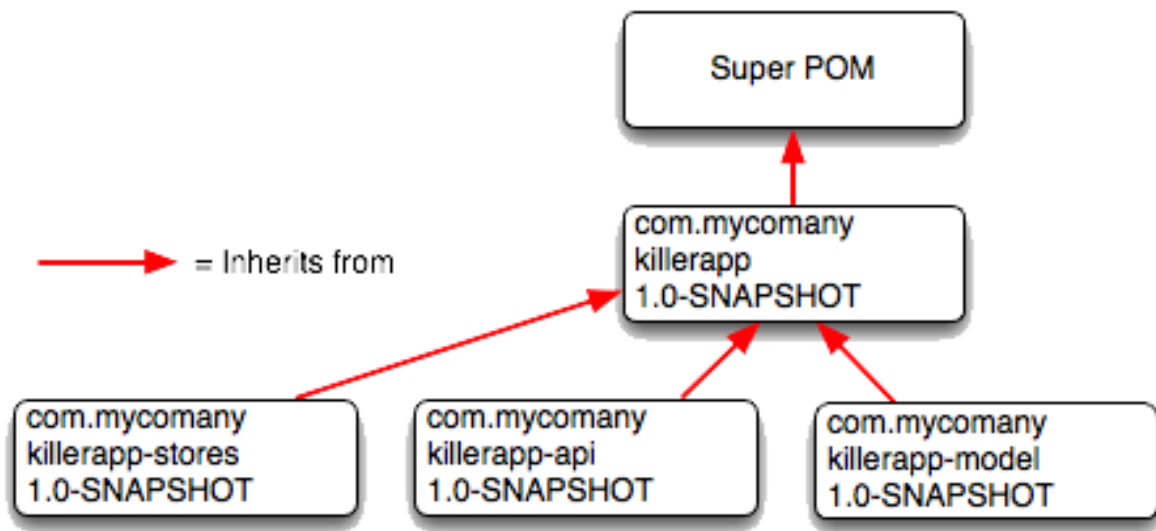 Super POM
com.mycomany
killerapp
1.0-SNAPSHOT
= Inherits from
com.mycomany
killerapp-stores
1.0-SNAPSHOT
com.mycomany
killerapp-api
1.0-SNAPSHOT
com.mycomany
killerapp-model
1.0-SNAPSHOT